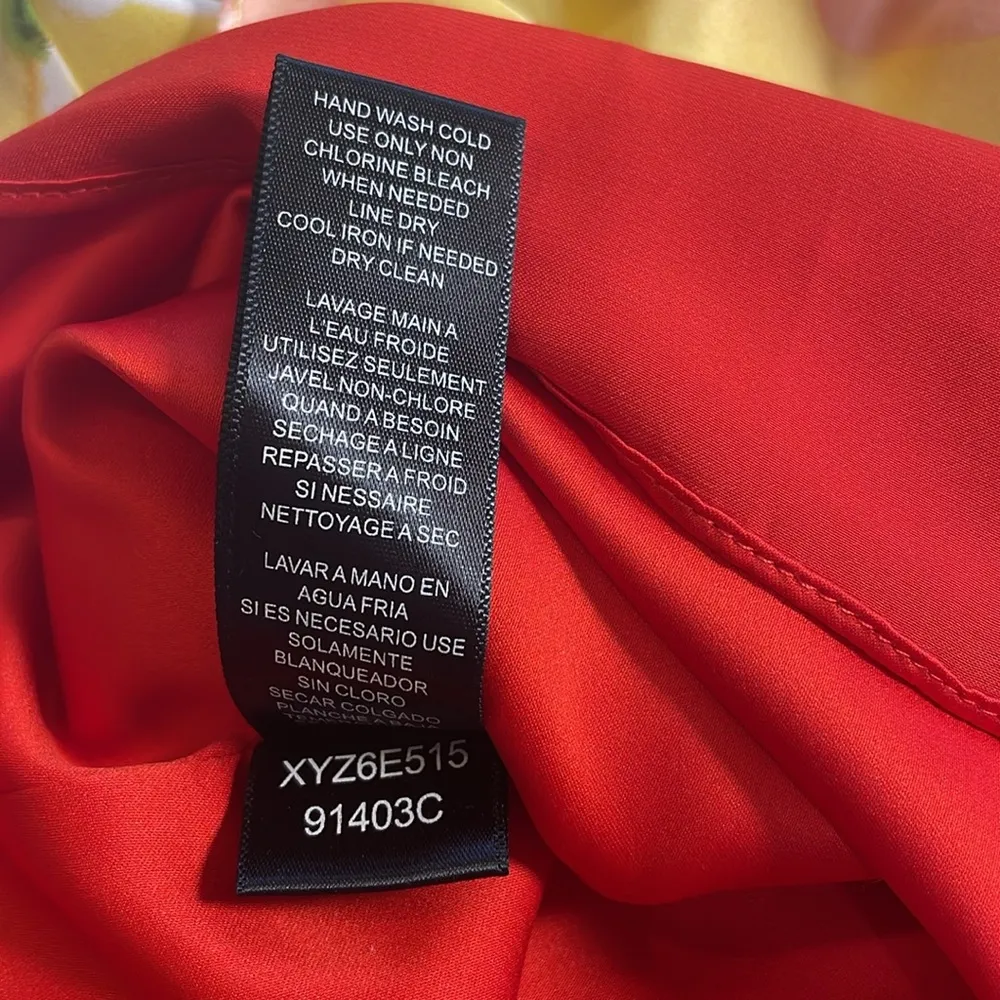 HAND WASH COLD
USE ONLY NON
CHLORINE BLEACH
WHEN NEEDED
LINE DRY
COOL IRON IF NEEDED
DRY CLEAN
LAVAGE MAIN A
L'EAU FROIDE
UTILISEZ SEULEMENT
JAVEL NON-CHLORE
QUAND A BESOIN
SECHAGE A LIGNE
REPASSER A FROID
SI NESSAIRE
NETTOYAGE A SEC
LAVAR A MANO EN
AGUA FRIA
SI ES NECESARIO USE
SOLAMENTE
BLANQUEADOR
SIN CLORO
SECAR COLGADO
PLANCHE A BAJA
XYZ6E515
91403C